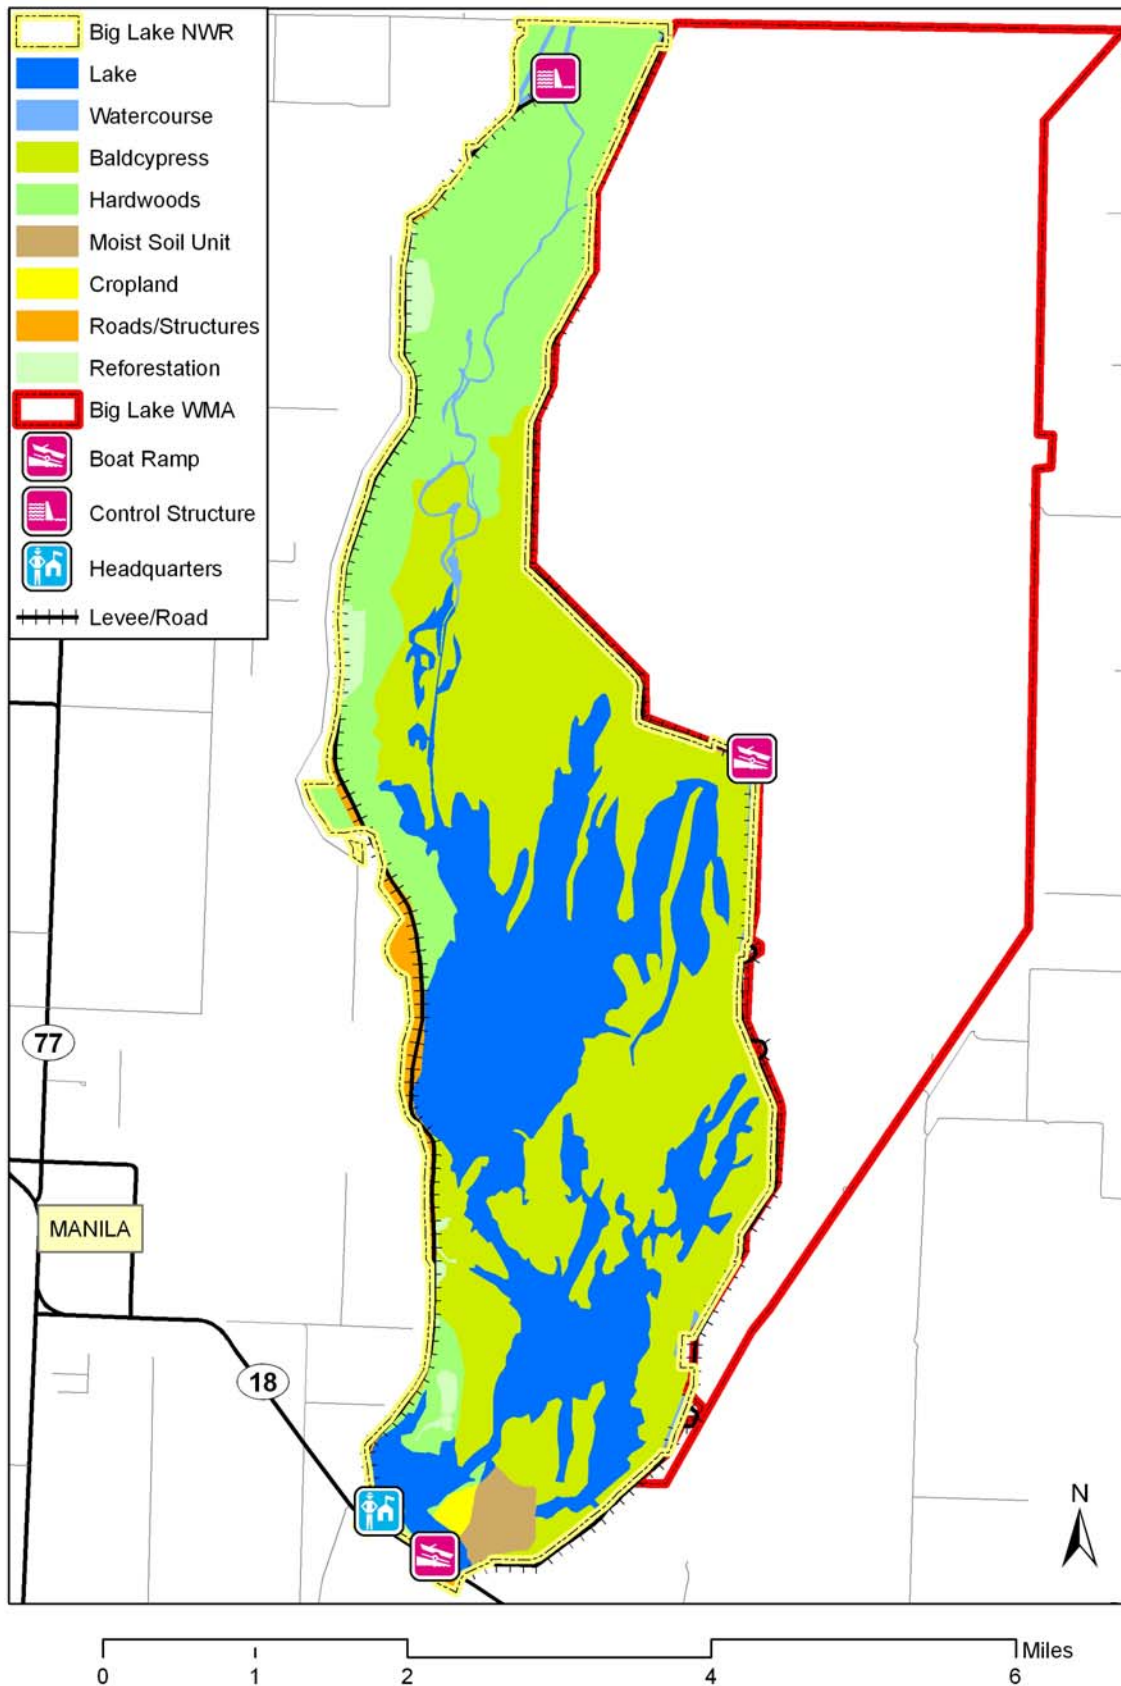 Big Lake NWR
Lake
Watercourse
Baldcypress
Hardwoods
Moist Soil Unit
Cropland
Roads/Structures
Reforestation
Big Lake WMA
Boat Ramp
Control Structure
Headquarters
Levee/Road
77
MANILA
18
N
Miles
0 1 2 4 6